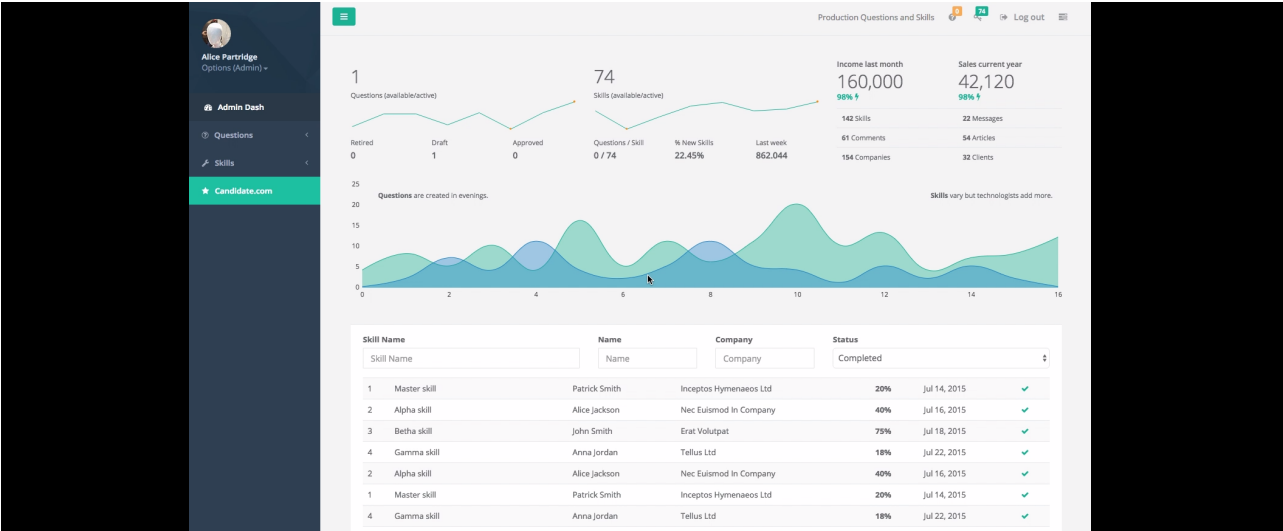 Alice Partridge
Options (Admin)
Admin Dash
Questions
Skills
Candidate.com
Production Questions and Skills 0 74 Log out
1
Questions (available/active)
Retired Draft Approved
0 1 0
74
Skills (available/active)
Questions / Skill % New Skills Last week
0 / 74 22.45% 862.044
Income last month
160,000
98%
142 Skills
61 Comments
154 Companies
Sales current year
42,120
98%
22 Messages
54 Articles
32 Clients
Questions are created in evenings. Skills vary but technologists add more.
25
20
15
10
5
0
0 2 4 6 8 10 12 14 16
Skill Name Name Company Status
Skill Name Name Company Completed
1 Master skill Patrick Smith Inceptos Hymenaeos Ltd 20% Jul 14, 2015
2 Alpha skill Alice Jackson Nec Euismod In Company 40% Jul 16, 2015
3 Betha skill John Smith Erat Volutpat 75% Jul 18, 2015
4 Gamma skill Anna Jordan Tellus Ltd 18% Jul 22, 2015
2 Alpha skill Alice Jackson Nec Euismod In Company 40% Jul 16, 2015
1 Master skill Patrick Smith Inceptos Hymenaeos Ltd 20% Jul 14, 2015
4 Gamma skill Anna Jordan Tellus Ltd 18% Jul 22, 2015